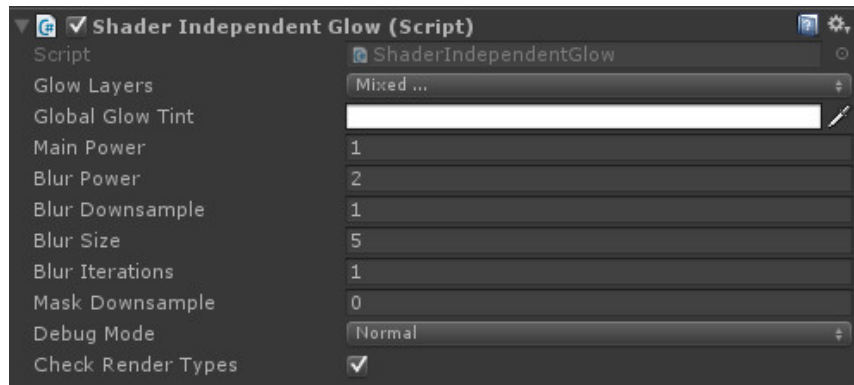 Shader Independent Glow (Script)
Script ShaderIndependentGlow
Glow Layers Mixed ...
Global Glow Tint
Main Power 1
Blur Power 2
Blur Downsample 1
Blur Size 5
Blur Iterations 1
Mask Downsample 0
Debug Mode Normal
Check Render Types